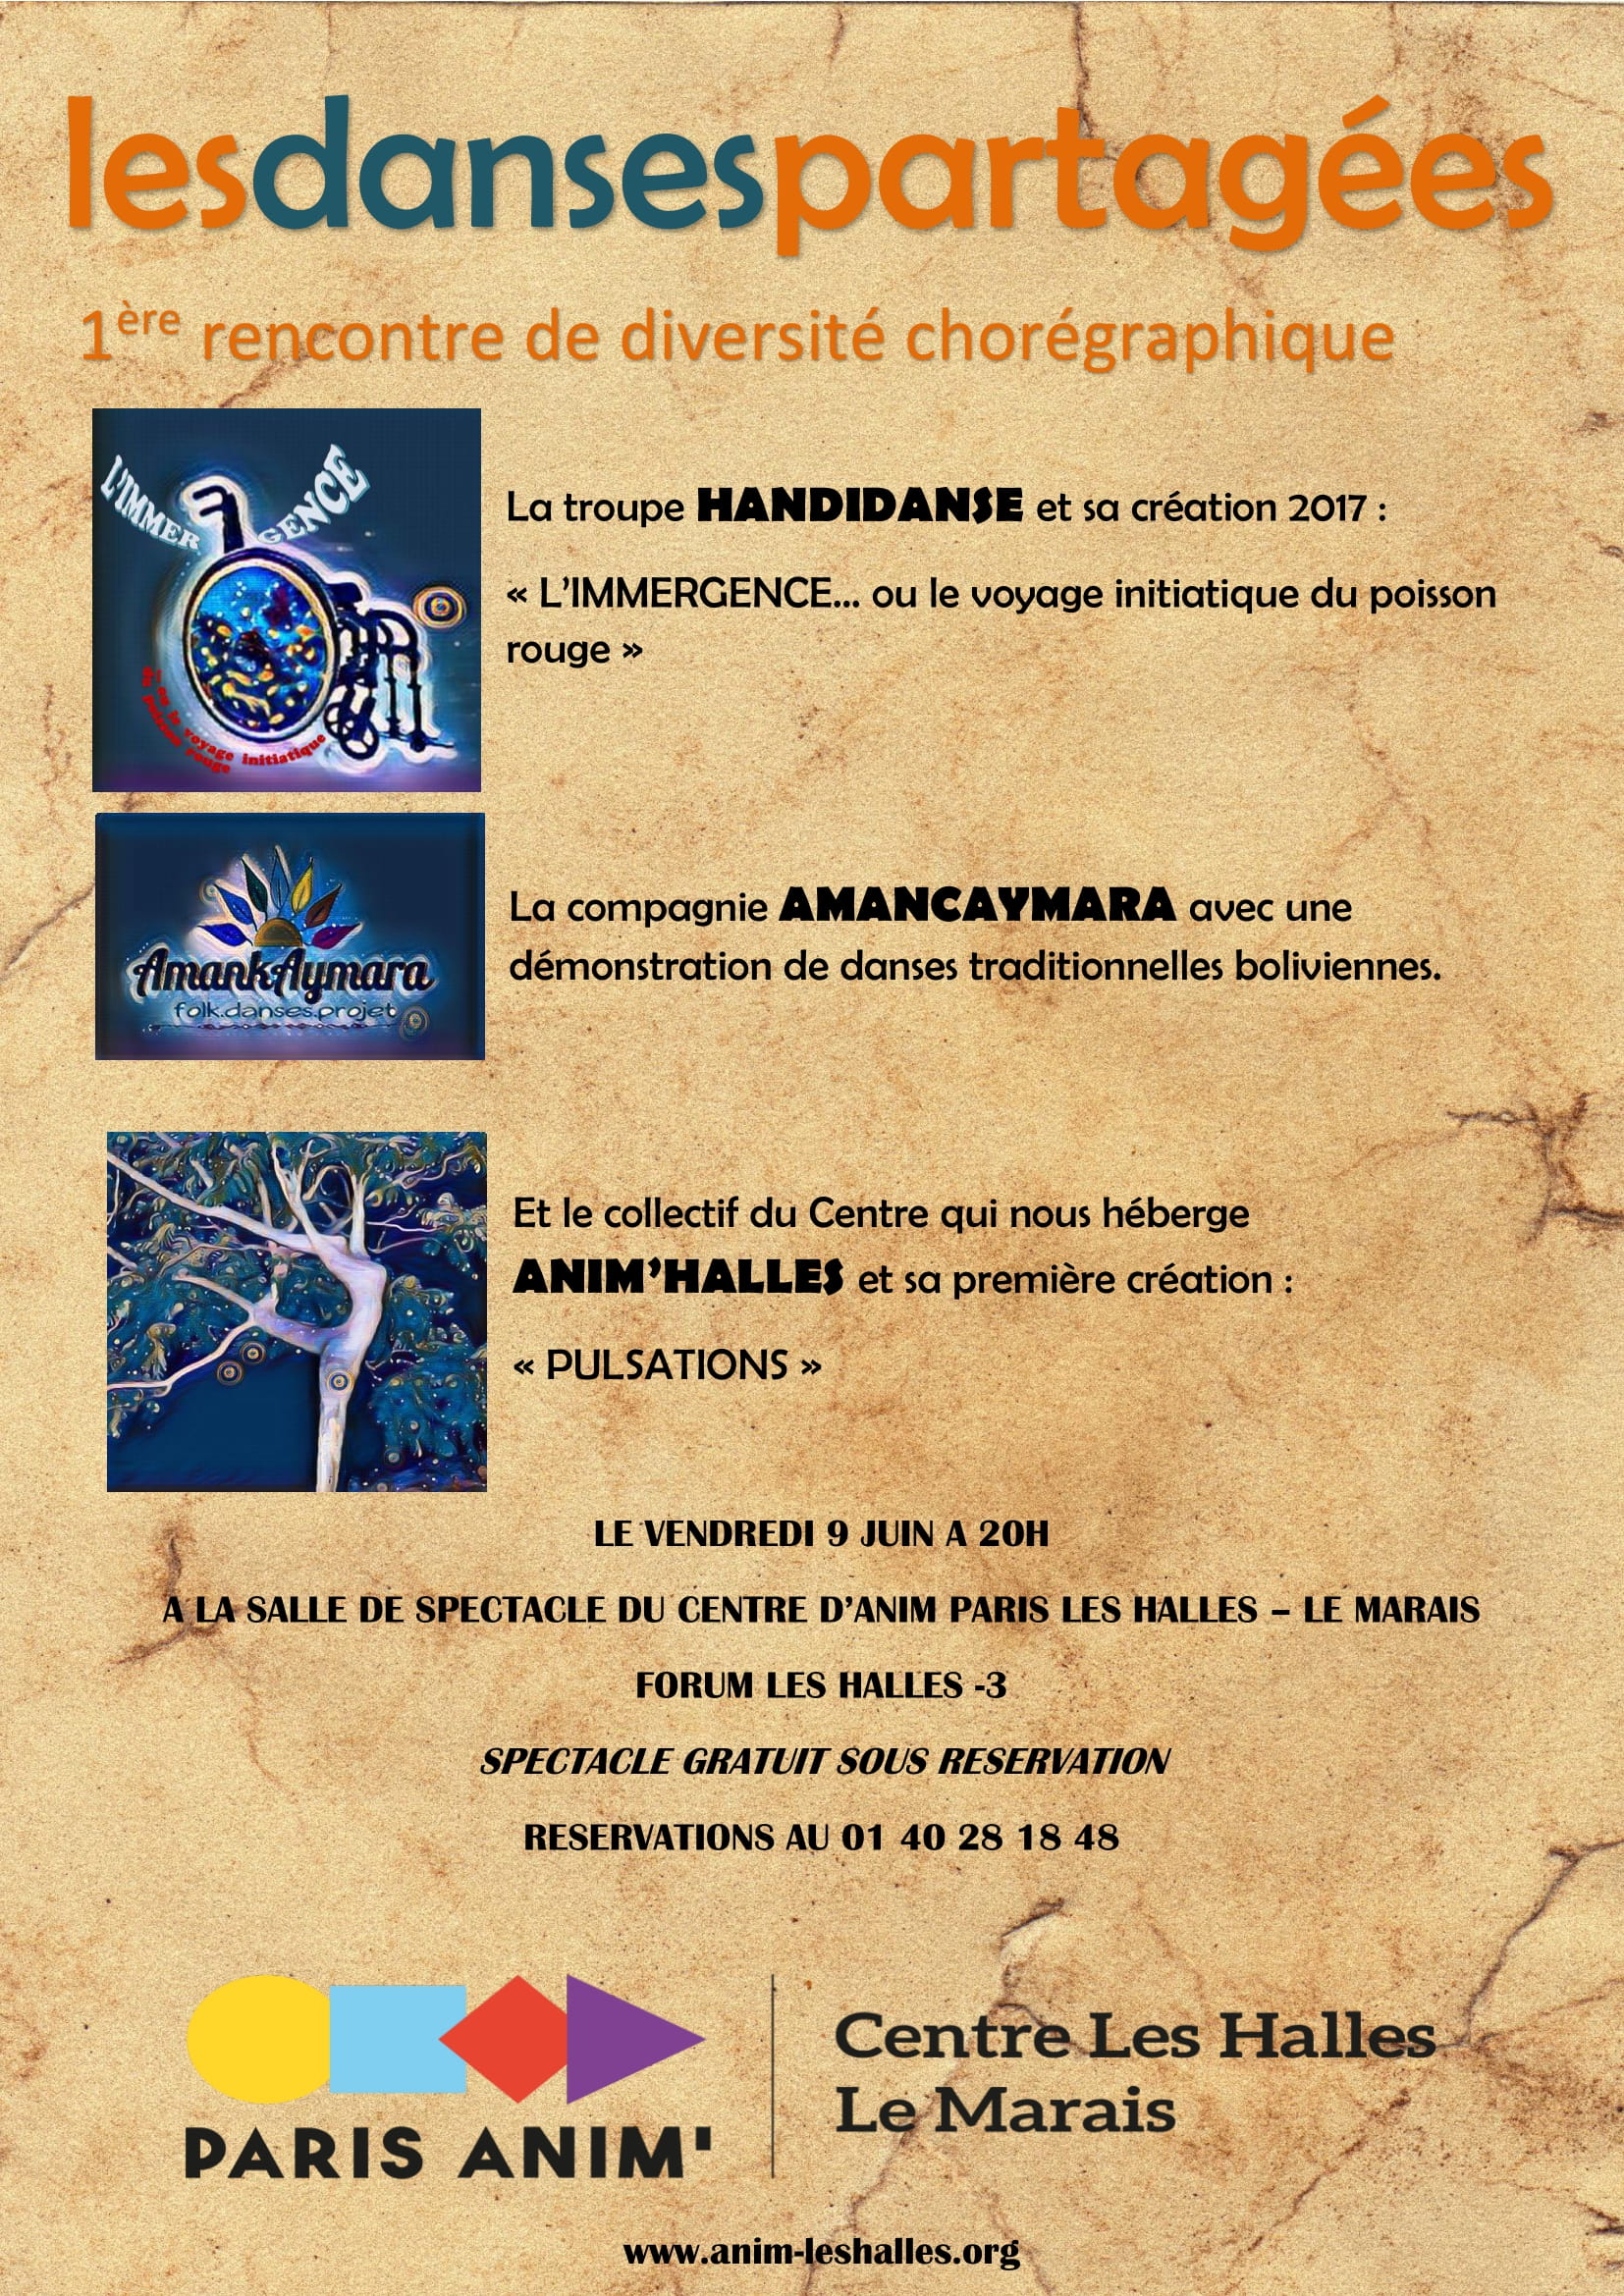 lesdansespartagées
1ère rencontre de diversité chorégraphique
L'IMMERGENCE
... ou le voyage initiatique
du poisson rouge
La troupe HANDIDANSE et sa création 2017 :
« L'IMMERGENCE... ou le voyage initiatique du poisson
rouge »
AmankAymara
folk.danses.projet
La compagnie AMANCAYMARA avec une
démonstration de danses traditionnelles boliviennes.
Et le collectif du Centre qui nous héberge
ANIM'HALLES et sa première création :
« PULSATIONS »
LE VENDREDI 9 JUIN A 20H
A LA SALLE DE SPECTACLE DU CENTRE D'ANIM PARIS LES HALLES – LE MARAIS
FORUM LES HALLES -3
SPECTACLE GRATUIT SOUS RESERVATION
RESERVATIONS AU 01 40 28 18 48
PARIS ANIM'
Centre Les Halles
Le Marais
www.anim-leshalles.org